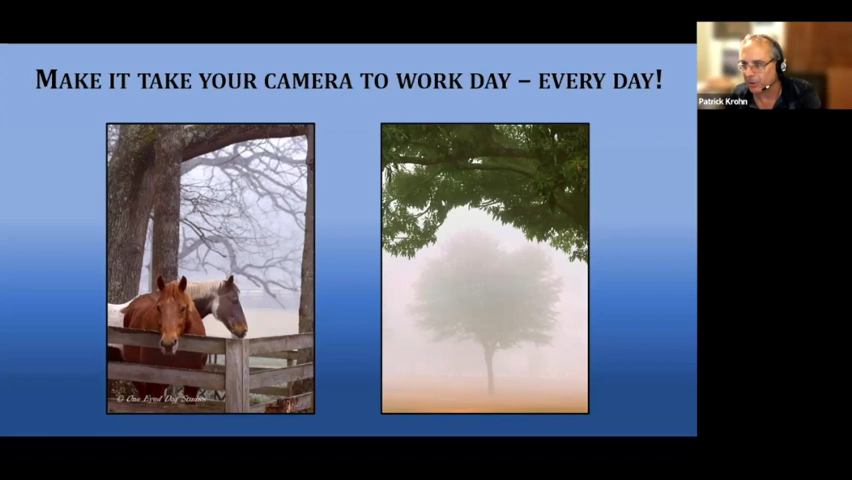 MAKE IT TAKE YOUR CAMERA TO WORK DAY – EVERY DAY!
Patrick Krohn
© One Eyed Dog Studios